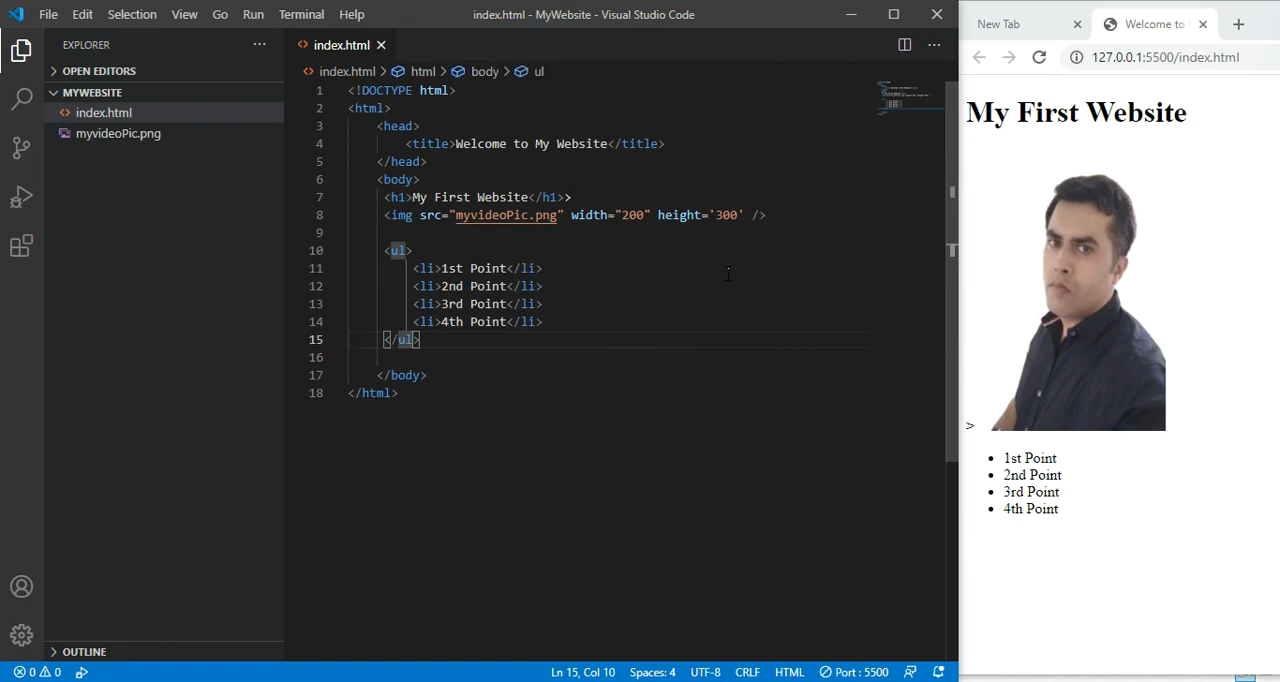 File Edit Selection View Go Run Terminal Help index.html - MyWebsite - Visual Studio Code
EXPLORER
OPEN EDITORS
MYWEBSITE
index.html
myvideoPic.png
OUTLINE
index.html
index.html > html > body > ul
1 <!DOCTYPE html>
2 <html>
3 <head>
4 <title>Welcome to My Website</title>
5 </head>
6 <body>
7 <h1>My First Website</h1>>
8 <img src="myvideoPic.png" width="200" height='300' />
9
10 <ul>
11 <li>1st Point</li>
12 <li>2nd Point</li>
13 <li>3rd Point</li>
14 <li>4th Point</li>
15 </ul>
16
17 </body>
18 </html>
0 0 Ln 15, Col 10 Spaces: 4 UTF-8 CRLF HTML Port : 5500
New Tab Welcome to
127.0.0.1:5500/index.html
My First Website
>
• 1st Point
• 2nd Point
• 3rd Point
• 4th Point